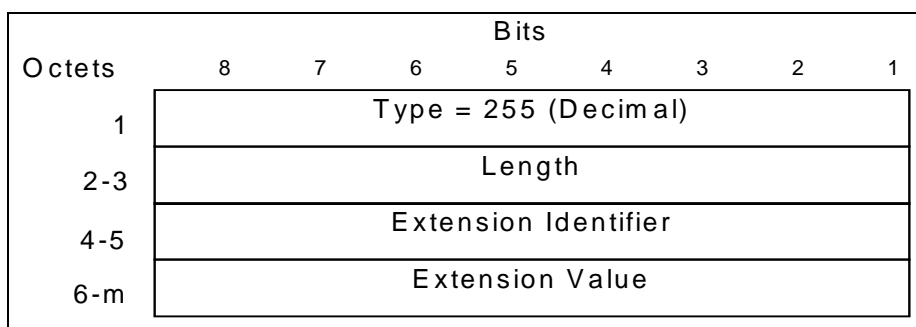 Bits
Octets 8 7 6 5 4 3 2 1
1 Type = 255 (Decimal)
2-3 Length
4-5 Extension Identifier
6-m Extension Value